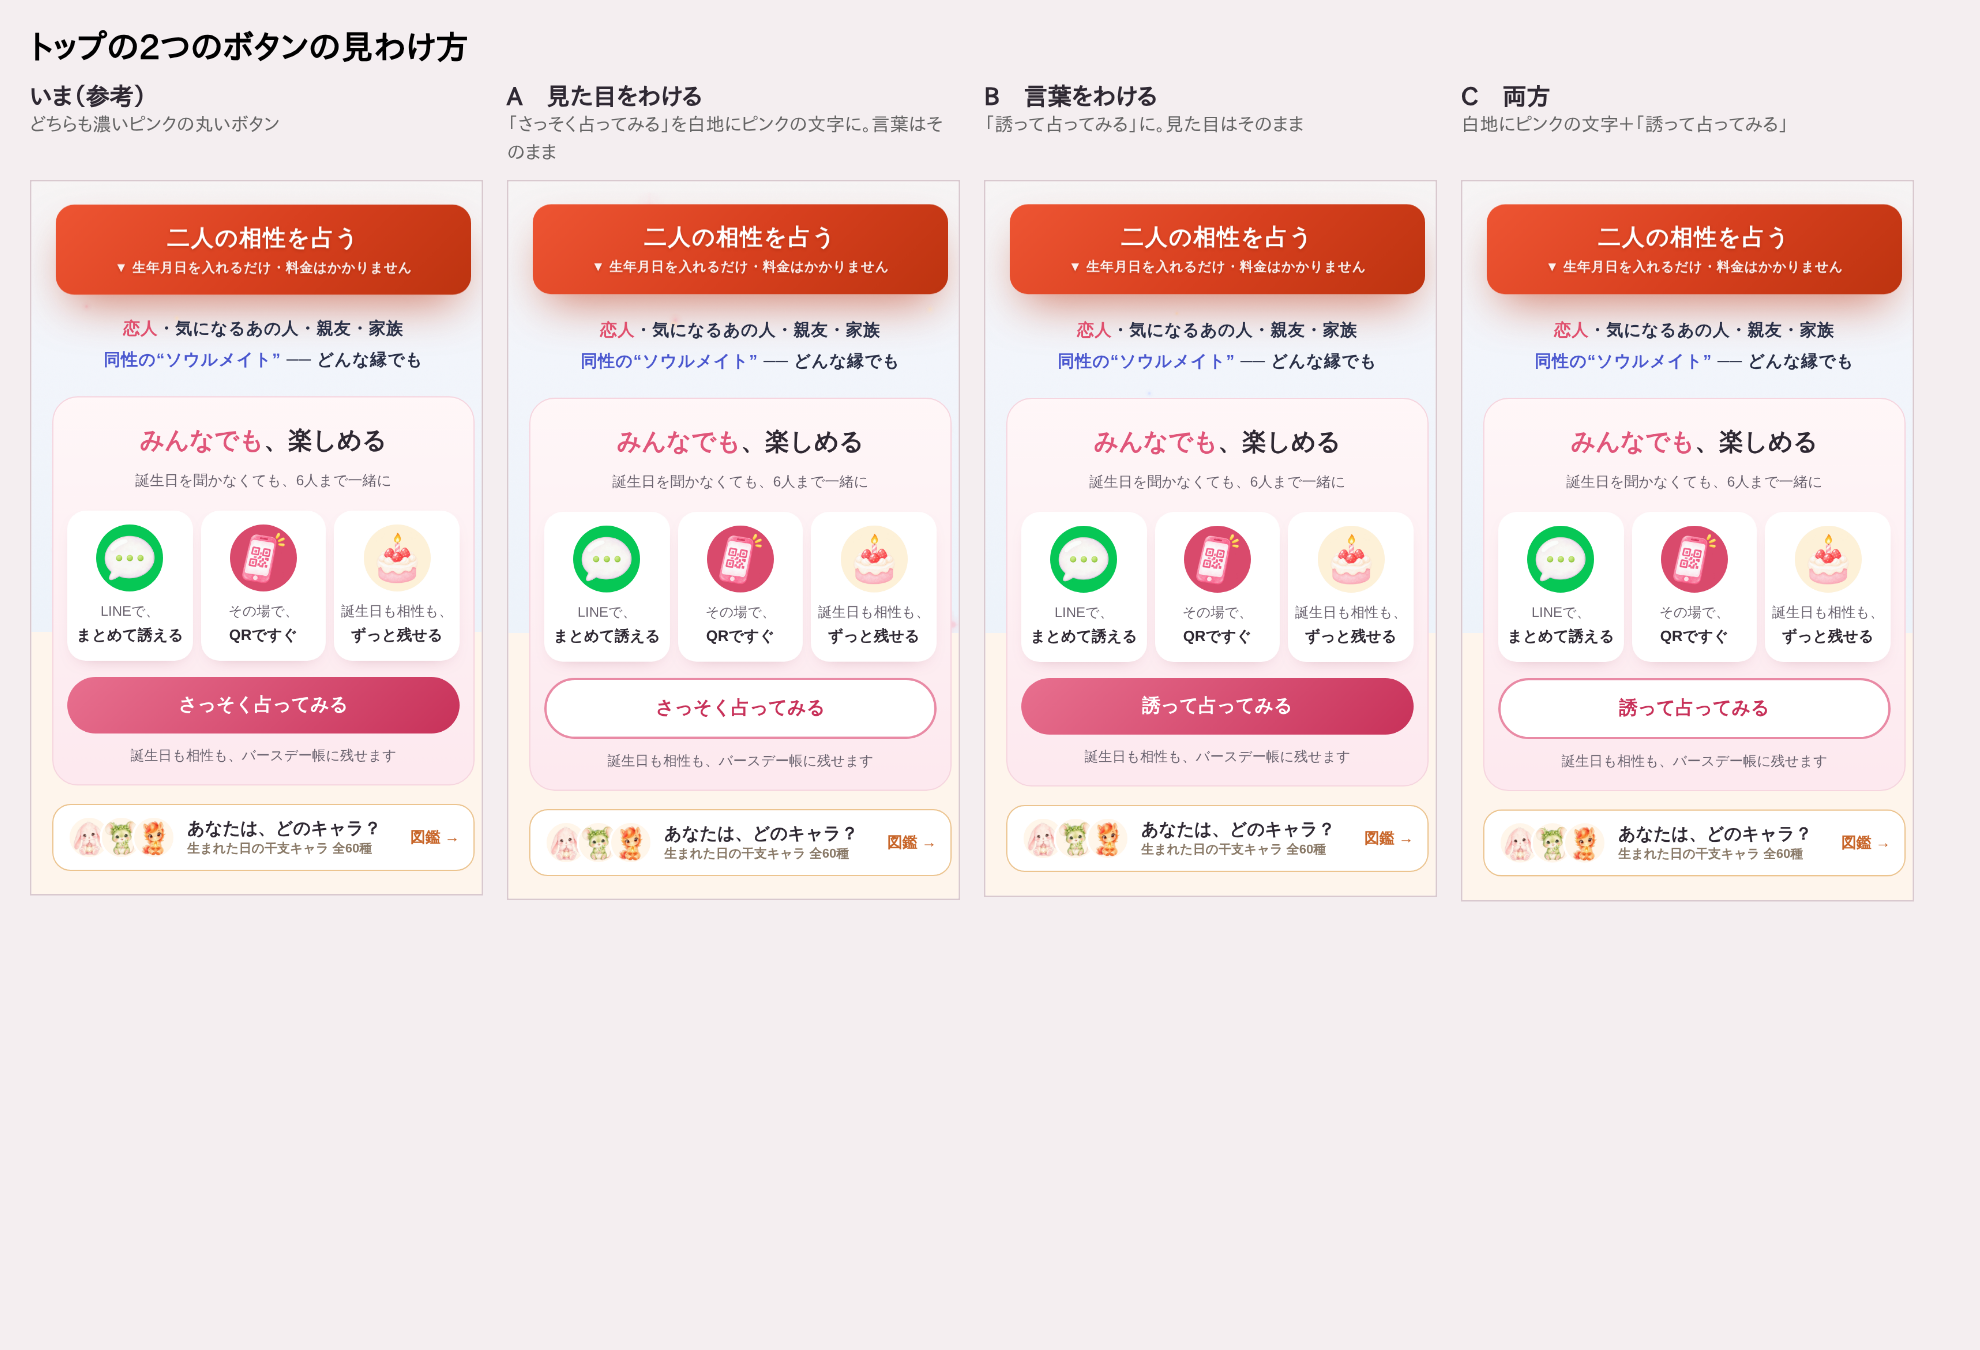 トップの2つのボタンの見わけ方
いま（参考）
どちらも濃いピンクの丸いボタン
二人の相性を占う
▼ 生年月日を入れるだけ・料金はかかりません
恋人・気になるあの人・親友・家族
同性の“ソウルメイト” ── どんな縁でも
みんなでも、楽しめる
誕生日を聞かなくても、6人まで一緒に
LINEで、
まとめて誘える
その場で、
QRですぐ
誕生日も相性も、
ずっと残せる
さっそく占ってみる
誕生日も相性も、バースデー帳に残せます
あなたは、どのキャラ？
生まれた日の干支キャラ 全60種
図鑑 →
A　見た目をわける
「さっそく占ってみる」を白地にピンクの文字に。言葉はそ
のまま
二人の相性を占う
▼ 生年月日を入れるだけ・料金はかかりません
恋人・気になるあの人・親友・家族
同性の“ソウルメイト” ── どんな縁でも
みんなでも、楽しめる
誕生日を聞かなくても、6人まで一緒に
LINEで、
まとめて誘える
その場で、
QRですぐ
誕生日も相性も、
ずっと残せる
さっそく占ってみる
誕生日も相性も、バースデー帳に残せます
あなたは、どのキャラ？
生まれた日の干支キャラ 全60種
図鑑 →
B　言葉をわける
「誘って占ってみる」に。見た目はそのまま
二人の相性を占う
▼ 生年月日を入れるだけ・料金はかかりません
恋人・気になるあの人・親友・家族
同性の“ソウルメイト” ── どんな縁でも
みんなでも、楽しめる
誕生日を聞かなくても、6人まで一緒に
LINEで、
まとめて誘える
その場で、
QRですぐ
誕生日も相性も、
ずっと残せる
誘って占ってみる
誕生日も相性も、バースデー帳に残せます
あなたは、どのキャラ？
生まれた日の干支キャラ 全60種
図鑑 →
C　両方
白地にピンクの文字＋「誘って占ってみる」
二人の相性を占う
▼ 生年月日を入れるだけ・料金はかかりません
恋人・気になるあの人・親友・家族
同性の“ソウルメイト” ── どんな縁でも
みんなでも、楽しめる
誕生日を聞かなくても、6人まで一緒に
LINEで、
まとめて誘える
その場で、
QRですぐ
誕生日も相性も、
ずっと残せる
誘って占ってみる
誕生日も相性も、バースデー帳に残せます
あなたは、どのキャラ？
生まれた日の干支キャラ 全60種
図鑑 →